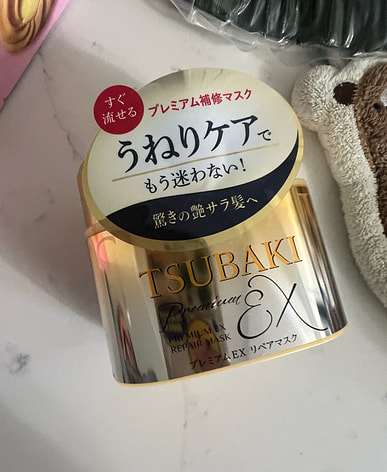 すぐ
流せる
プレミアム補修マスク
うねりケアで
もう迷わない!
驚きの艶サラ髪へ
TSUBAKI
Premium EX
PREMIUM EX
REPAIR MASK
プレミアムEX リペアマスク